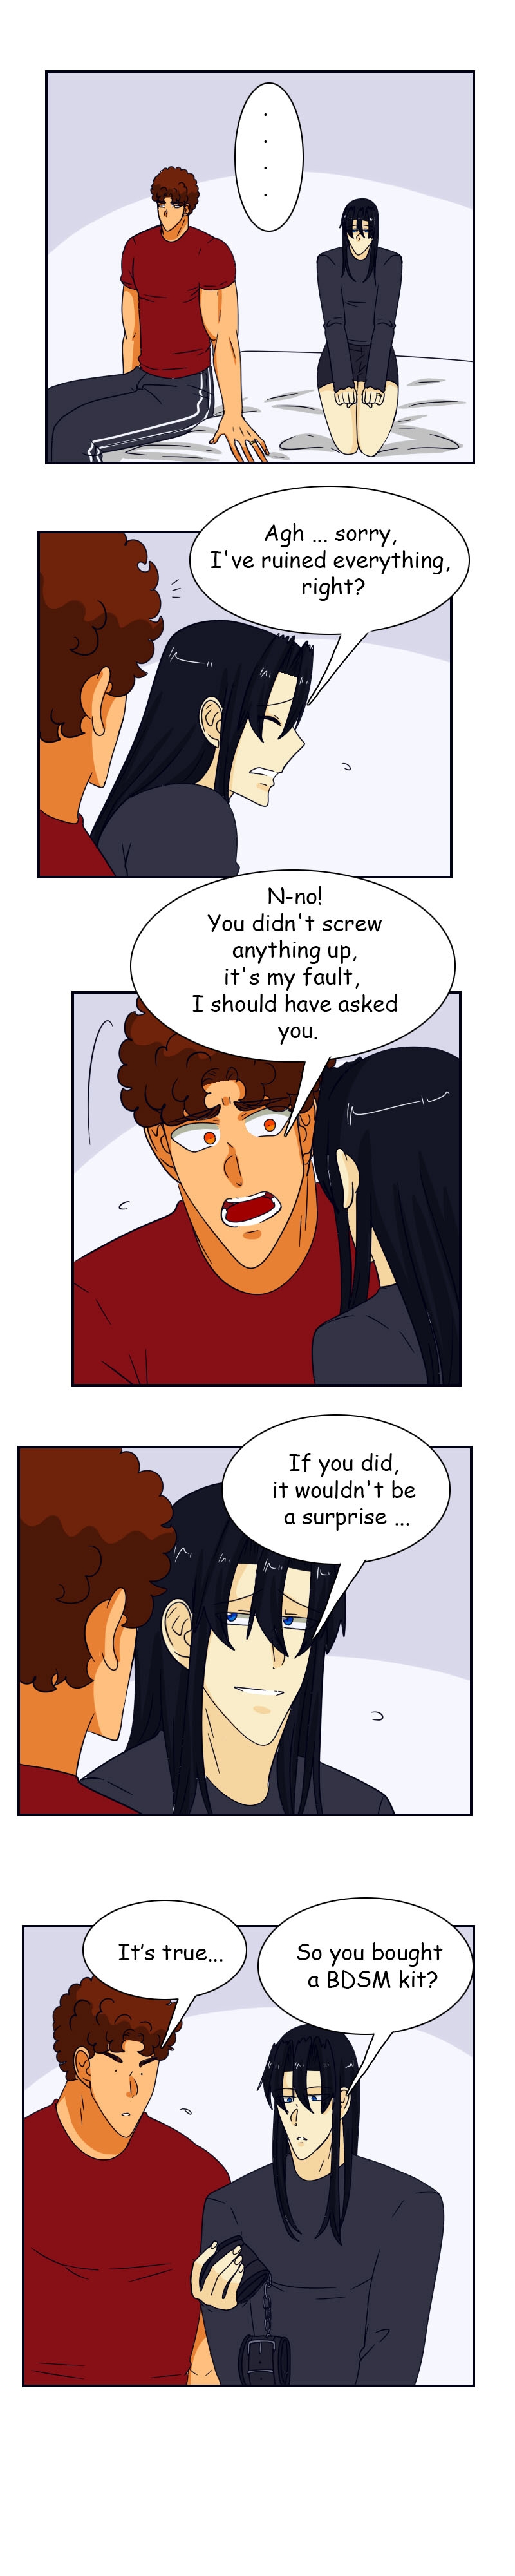 . . . .
Agh ... sorry,
I've ruined everything,
right?
N-no!
You didn't screw
anything up,
it's my fault,
I should have asked
you.
If you did,
it wouldn't be
a surprise ...
It's true...
So you bought
a BDSM kit?